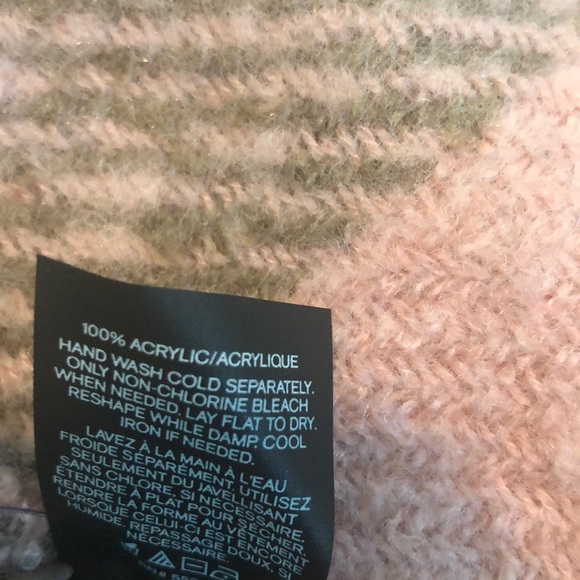 100% ACRYLIC/ACRYLIQUE
HAND WASH COLD SEPARATELY.
ONLY NON-CHLORINE BLEACH
WHEN NEEDED. LAY FLAT TO DRY.
RESHAPE WHILE DAMP. COOL
IRON IF NEEDED.
LAVEZ À LA MAIN À L'EAU
FROIDE SÉPARÉMENT. UTILISEZ
SEULEMENT DU JAVELLISANT
SANS CHLORE, SI NÉCESSAIRE.
ÉTENDRE À PLAT POUR SÉCHER.
RENDRE LA FORME AU VÊTEMENT
LORSQUE CELUI-CI EST ENCORE
HUMIDE. REPASSAGE DOUX, SI
NÉCESSAIRE.